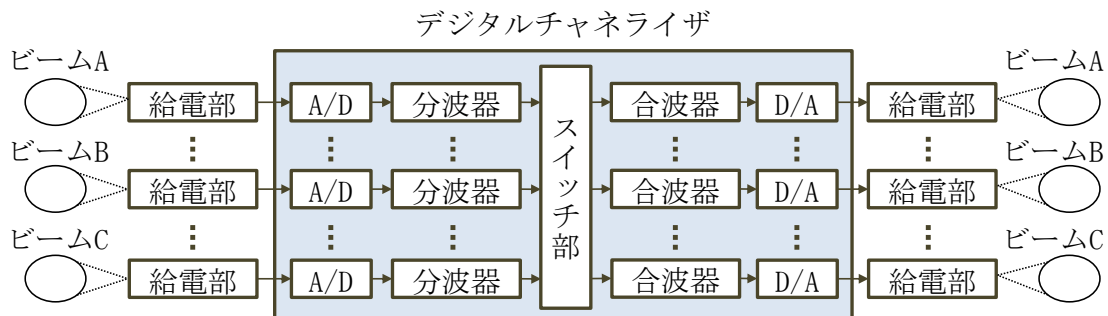 デジタルチャネライザ
ビームA
給電部
A/D
分波器
スイッチ部
合波器
D/A
給電部
ビームA
ビームB
給電部
A/D
分波器
合波器
D/A
給電部
ビームB
ビームC
給電部
A/D
分波器
合波器
D/A
給電部
ビームC